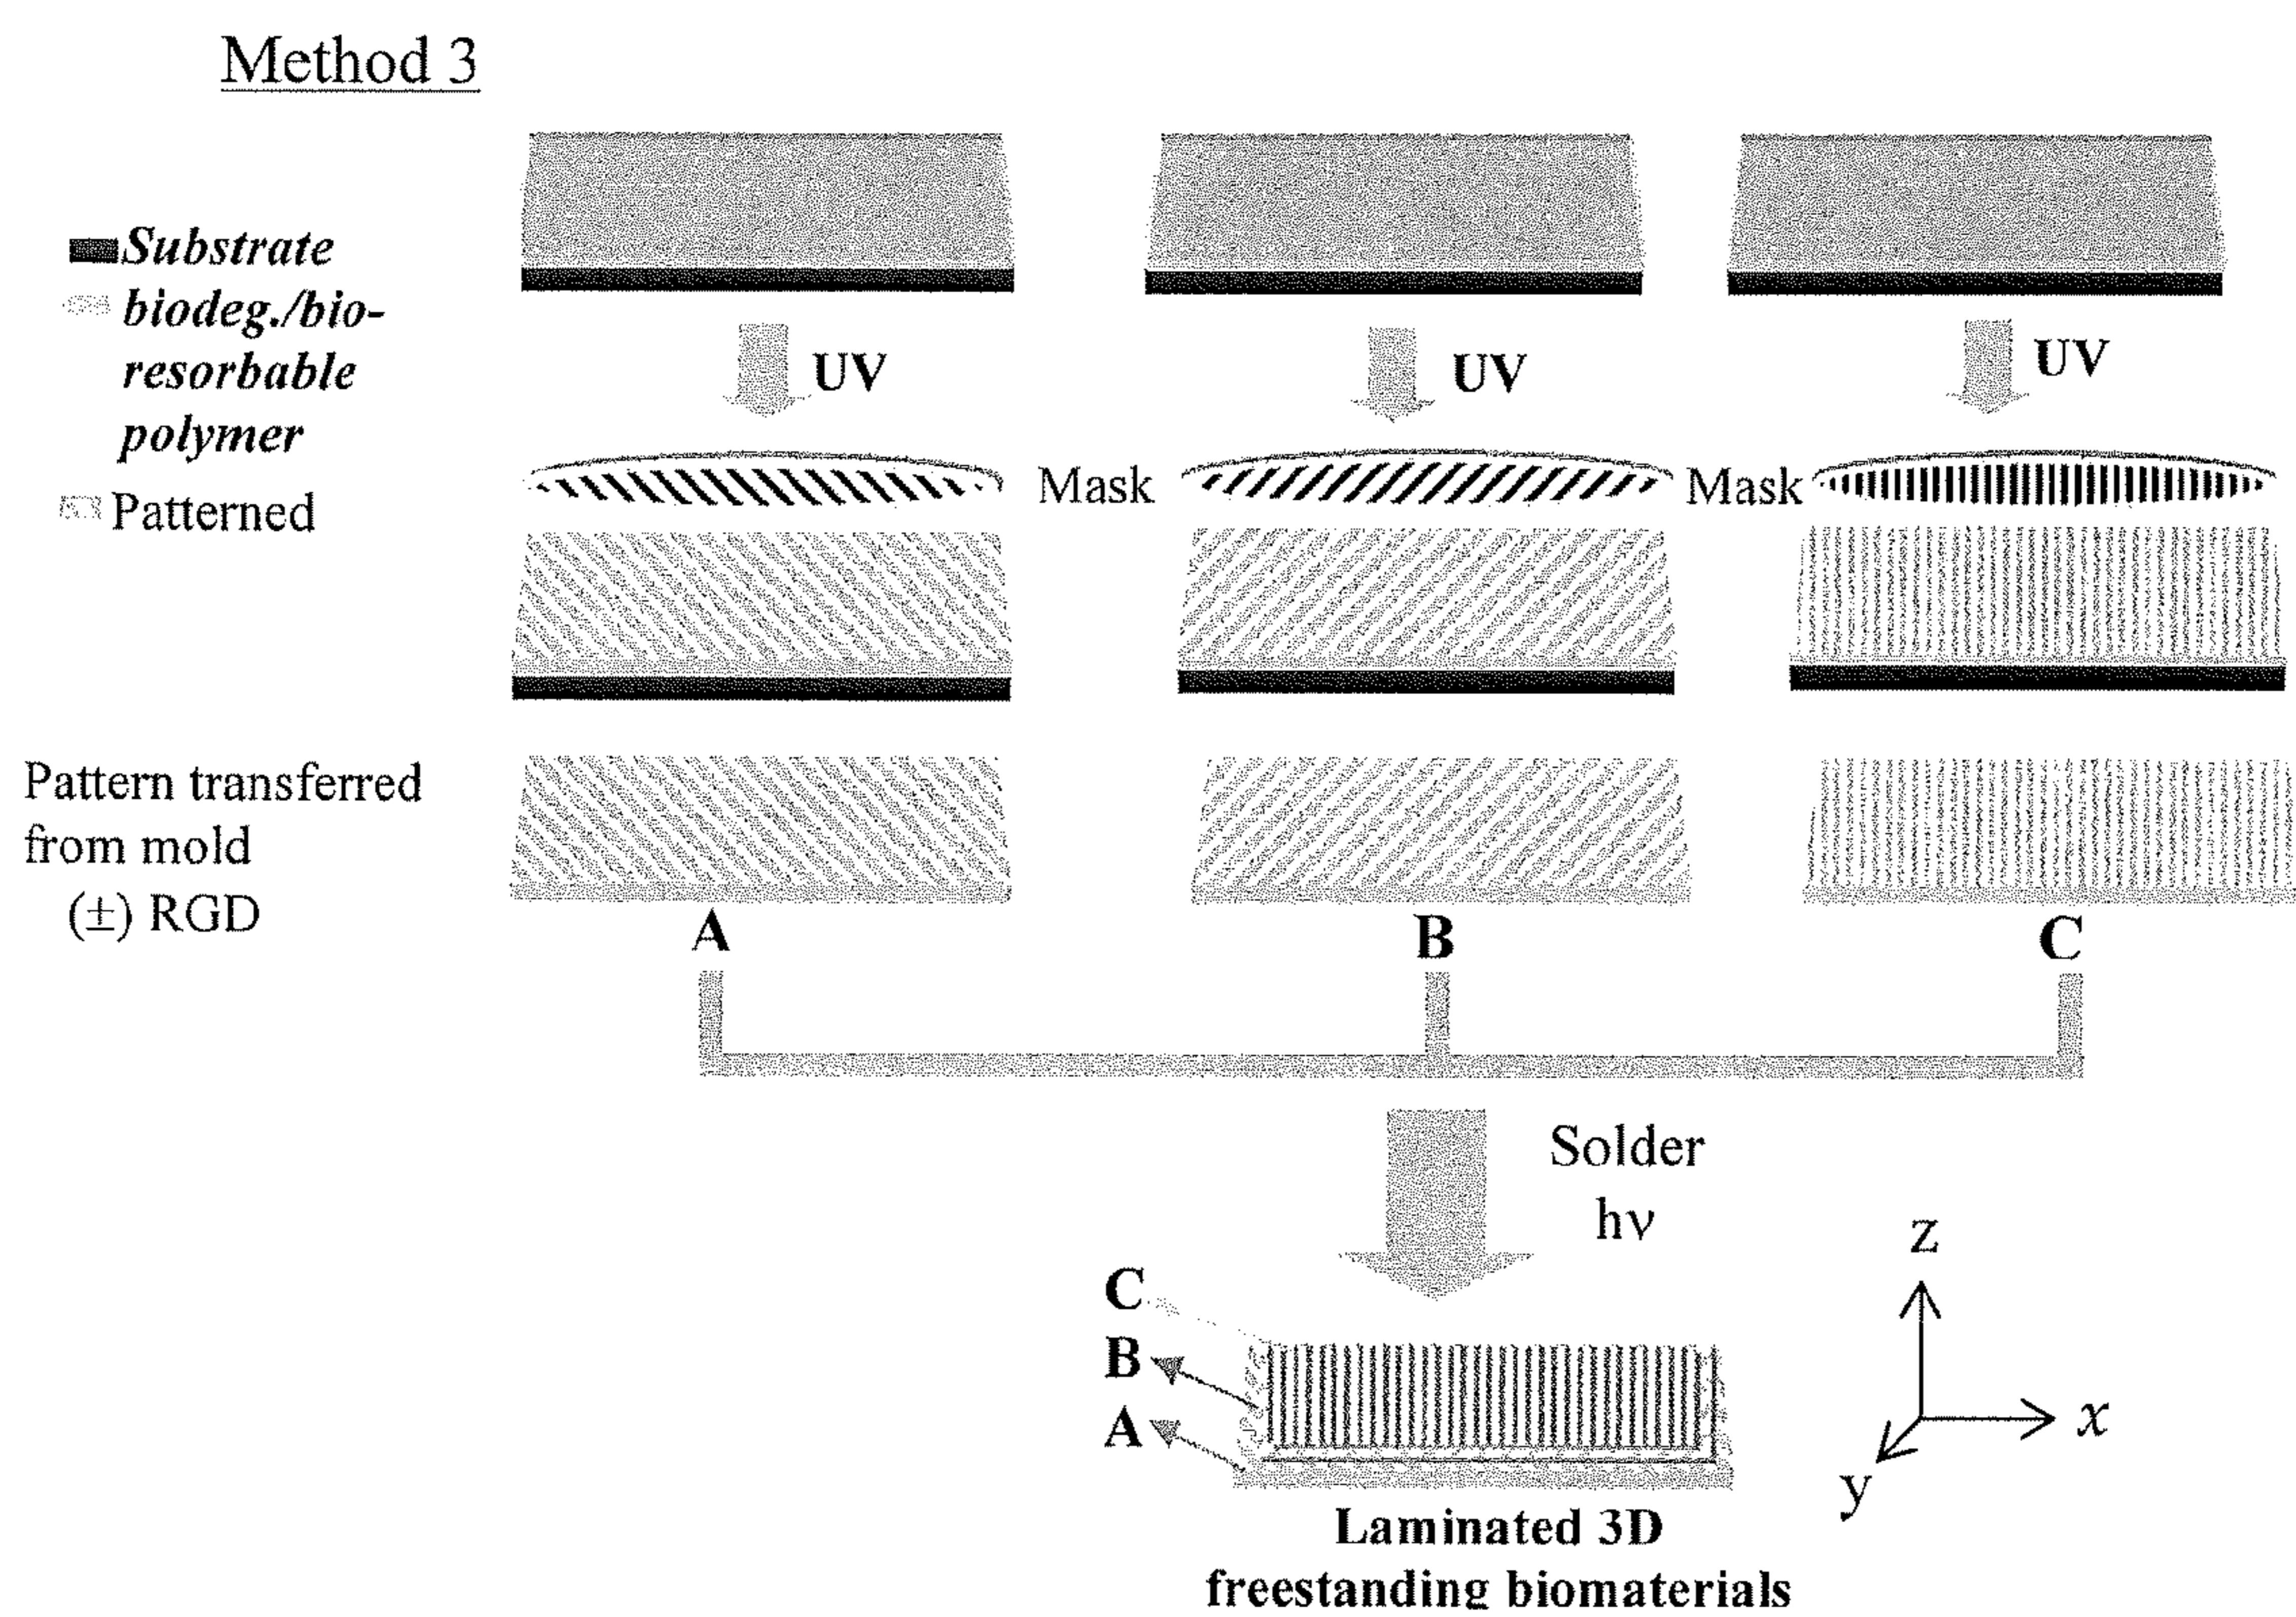 Method 3
Substrate
biodeg./bio-
resorbable
polymer
Patterned
UV
UV
UV
Mask
Mask
Pattern transferred
from mold
(±) RGD
A
B
C
Solder
hν
C
B
A
z
x
y
Laminated 3D
freestanding biomaterials